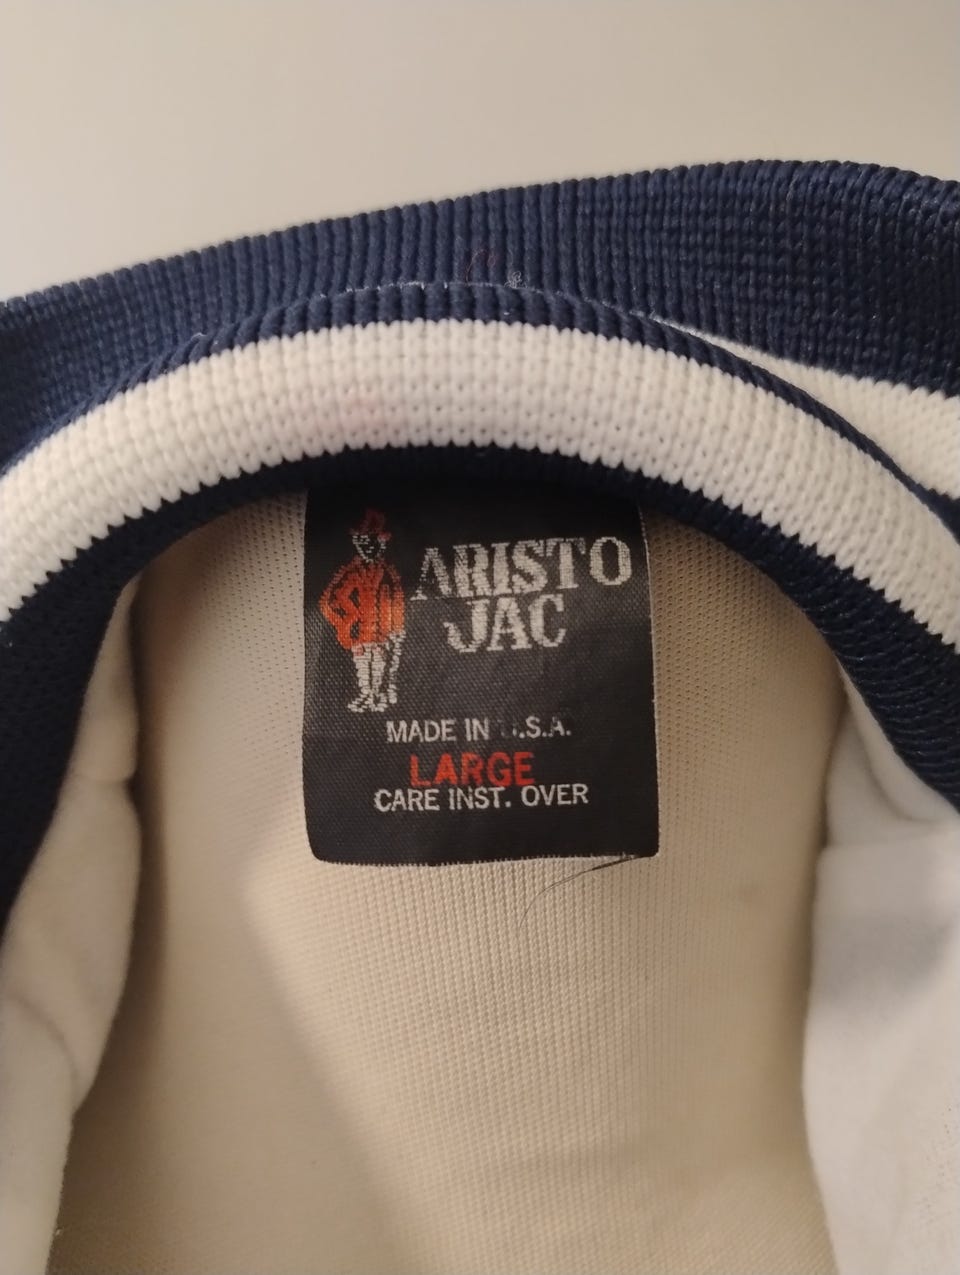 ARISTO
JAC
MADE IN U.S.A.
LARGE
CARE INST. OVER